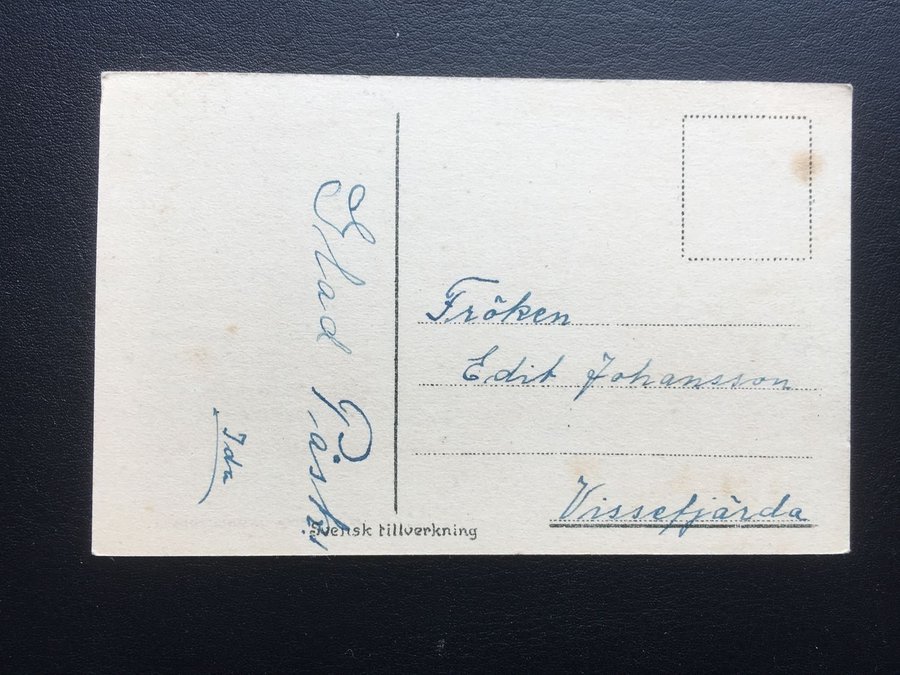 Glad Påsk
Ida
Fröken
Edit Johansson
Vissefjärda
Svensk tillverkning